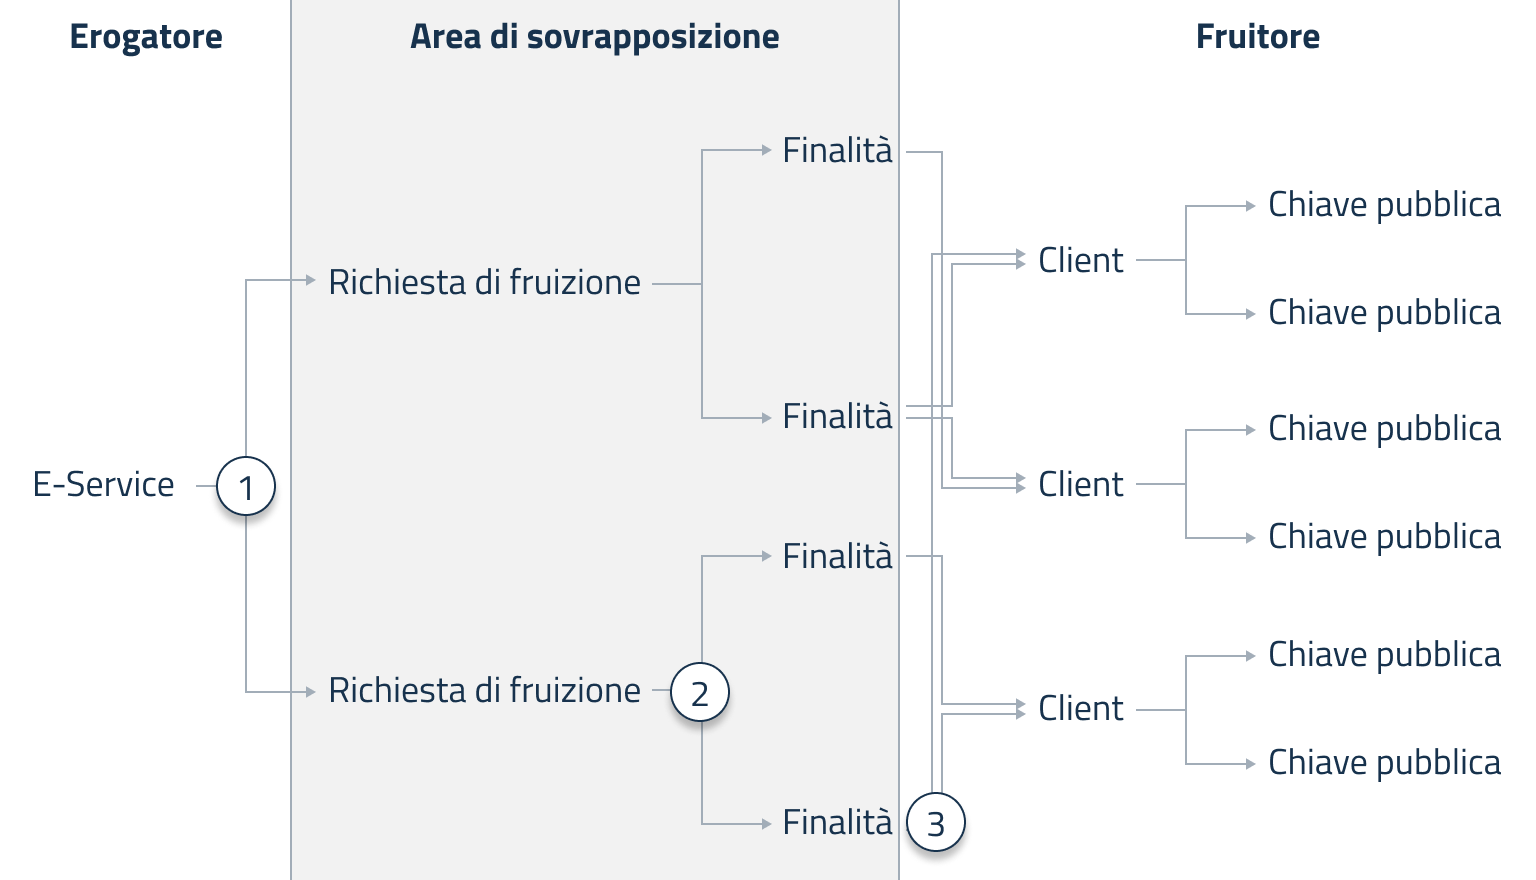 Erogatore
Area di sovrapposizione
Fruitore
Finalità
Chiave pubblica
Client
Richiesta di fruizione
Chiave pubblica
Finalità
Chiave pubblica
E-Service
1
Client
Chiave pubblica
Finalità
Chiave pubblica
Richiesta di fruizione
2
Client
Chiave pubblica
Finalità
3